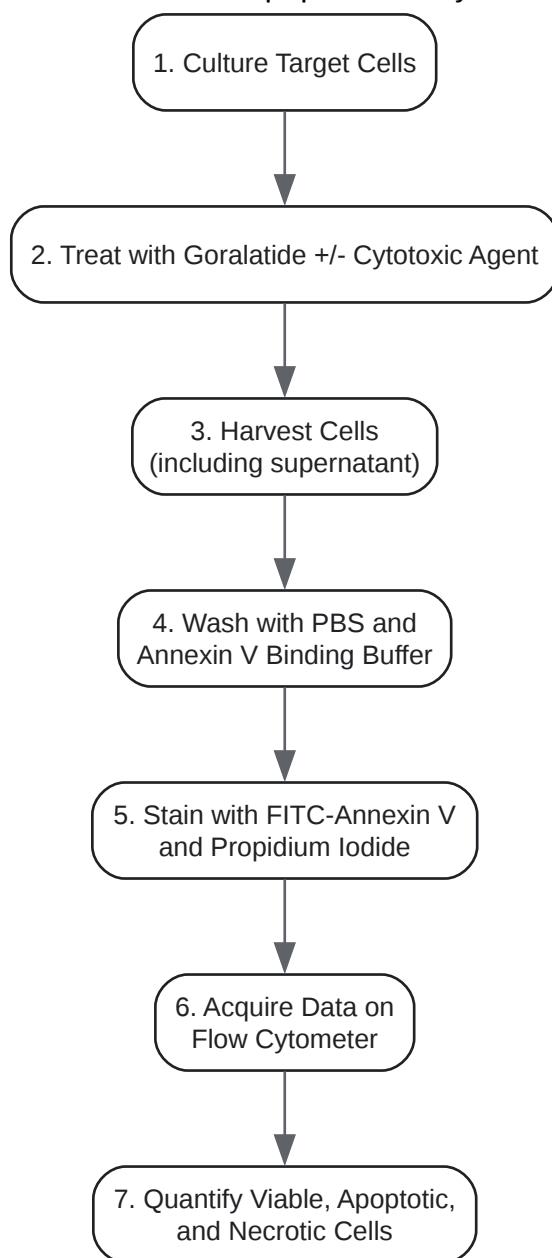 1. Culture Target Cells
2. Treat with Goralatide +/- Cytotoxic Agent
3. Harvest Cells
(including supernatant)
4. Wash with PBS and
Annexin V Binding Buffer
5. Stain with FITC-Annexin V
and Propidium Iodide
6. Acquire Data on
Flow Cytometer
7. Quantify Viable, Apoptotic,
and Necrotic Cells